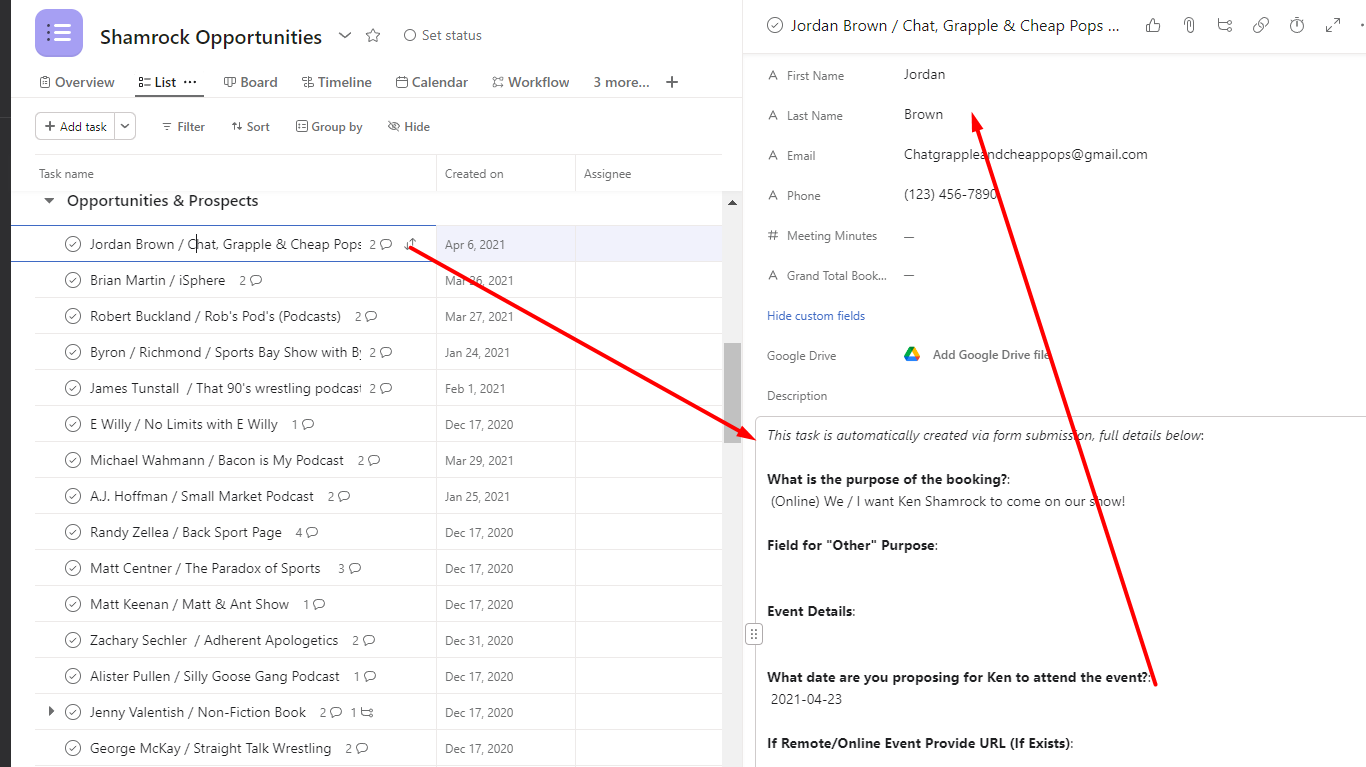 Shamrock Opportunities
Set status
Overview
List
Board
Timeline
Calendar
Workflow
3 more...
Add task
Filter
Sort
Group by
Hide
Task name
Created on
Assignee
Opportunities & Prospects
Jordan Brown / Chat, Grapple & Cheap Pops 2 Apr 6, 2021
Brian Martin / iSphere 2 Mar 26, 2021
Robert Buckland / Rob's Pod's (Podcasts) 2 Mar 27, 2021
Byron / Richmond / Sports Bay Show with By 2 Jan 24, 2021
James Tunstall / That 90's wrestling podcast 2 Feb 1, 2021
E Willy / No Limits with E Willy 1 Dec 17, 2020
Michael Wahmann / Bacon is My Podcast 2 Mar 29, 2021
A.J. Hoffman / Small Market Podcast 2 Jan 25, 2021
Randy Zellea / Back Sport Page 4 Dec 17, 2020
Matt Centner / The Paradox of Sports 3 Dec 17, 2020
Matt Keenan / Matt & Ant Show 1 Dec 17, 2020
Zachary Sechler / Adherent Apologetics 2 Dec 31, 2020
Alister Pullen / Silly Goose Gang Podcast 1 Dec 17, 2020
Jenny Valentish / Non-Fiction Book 2 1 Dec 17, 2020
George McKay / Straight Talk Wrestling 2 Dec 17, 2020
Jordan Brown / Chat, Grapple & Cheap Pops ...
First Name Jordan
Last Name Brown
Email Chatgrappleandcheappops@gmail.com
Phone (123) 456-7890
Meeting Minutes —
Grand Total Book... —
Hide custom fields
Google Drive Add Google Drive file
Description
This task is automatically created via form submission, full details below:
What is the purpose of the booking?:
(Online) We / I want Ken Shamrock to come on our show!
Field for "Other" Purpose:
Event Details:
What date are you proposing for Ken to attend the event?:
2021-04-23
If Remote/Online Event Provide URL (If Exists):